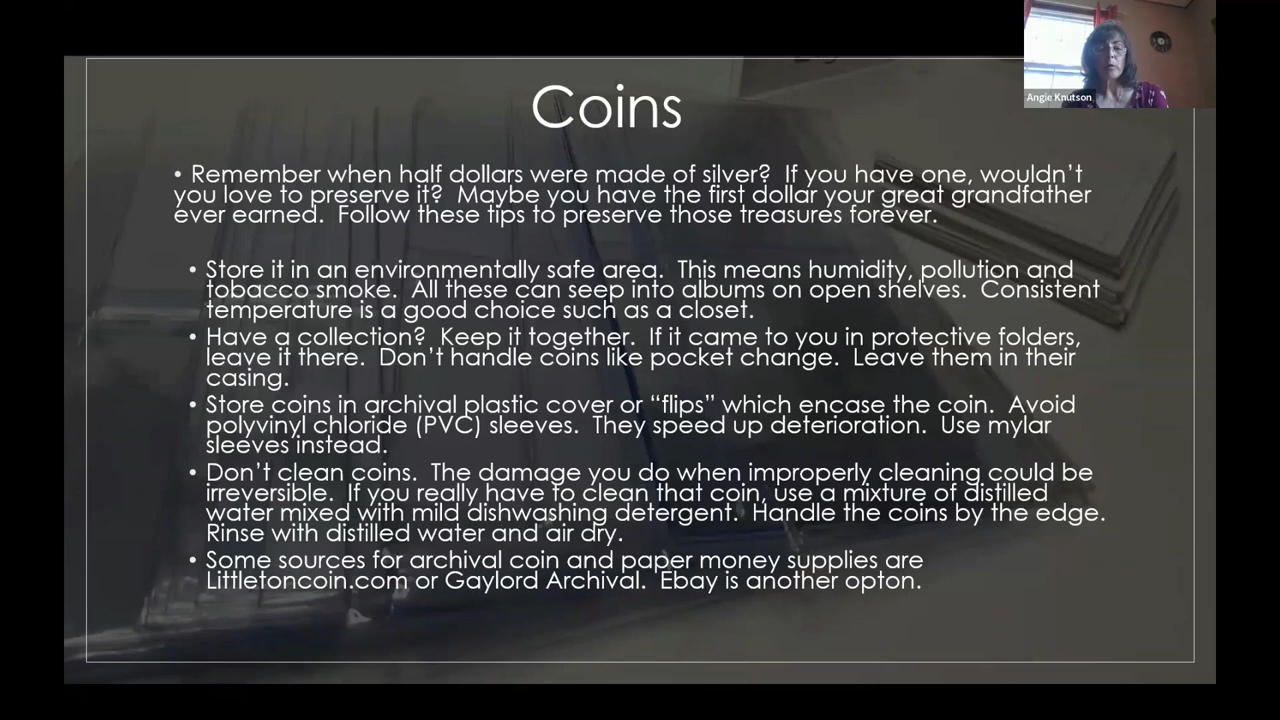 Angie Knutson
Coins
• Remember when half dollars were made of silver?  If you have one, wouldn't
you love to preserve it?  Maybe you have the first dollar your great grandfather
ever earned.  Follow these tips to preserve those treasures forever.
• Store it in an environmentally safe area.  This means humidity, pollution and
tobacco smoke.  All these can seep into albums on open shelves.  Consistent
temperature is a good choice such as a closet.
• Have a collection?  Keep it together.  If it came to you in protective folders,
leave it there.  Don't handle coins like pocket change.  Leave them in their
casing.
• Store coins in archival plastic cover or "flips" which encase the coin.  Avoid
polyvinyl chloride (PVC) sleeves.  They speed up deterioration.  Use mylar
sleeves instead.
• Don't clean coins.  The damage you do when improperly cleaning could be
irreversible.  If you really have to clean that coin, use a mixture of distilled
water mixed with mild dishwashing detergent.  Handle the coins by the edge.
Rinse with distilled water and air dry.
• Some sources for archival coin and paper money supplies are
Littletoncoin.com or Gaylord Archival.  Ebay is another opton.